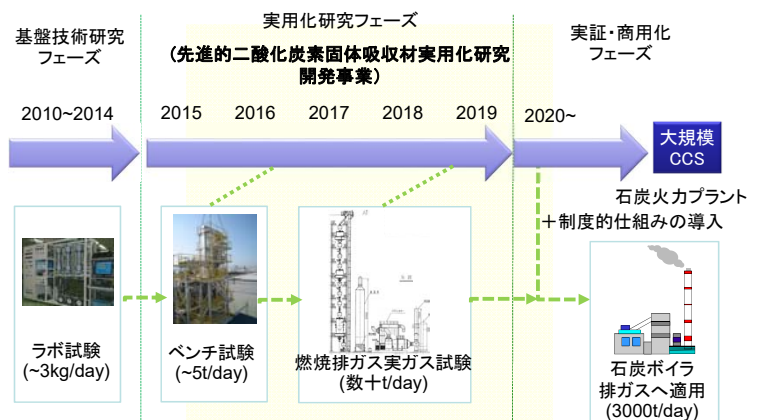 基盤技術研究
フェーズ
実用化研究フェーズ
(先進的二酸化炭素固体吸収材実用化研究
開発事業)
実証・商用化
フェーズ
2010~2014
2015
2016
2017
2018
2019
2020~
大規模
CCS
石炭火力プラント
+制度的仕組みの導入
ラボ試験
(~3kg/day)
ベンチ試験
(~5t/day)
燃焼排ガス実ガス試験
(数十t/day)
石炭ボイラ
排ガスへ適用
(3000t/day)